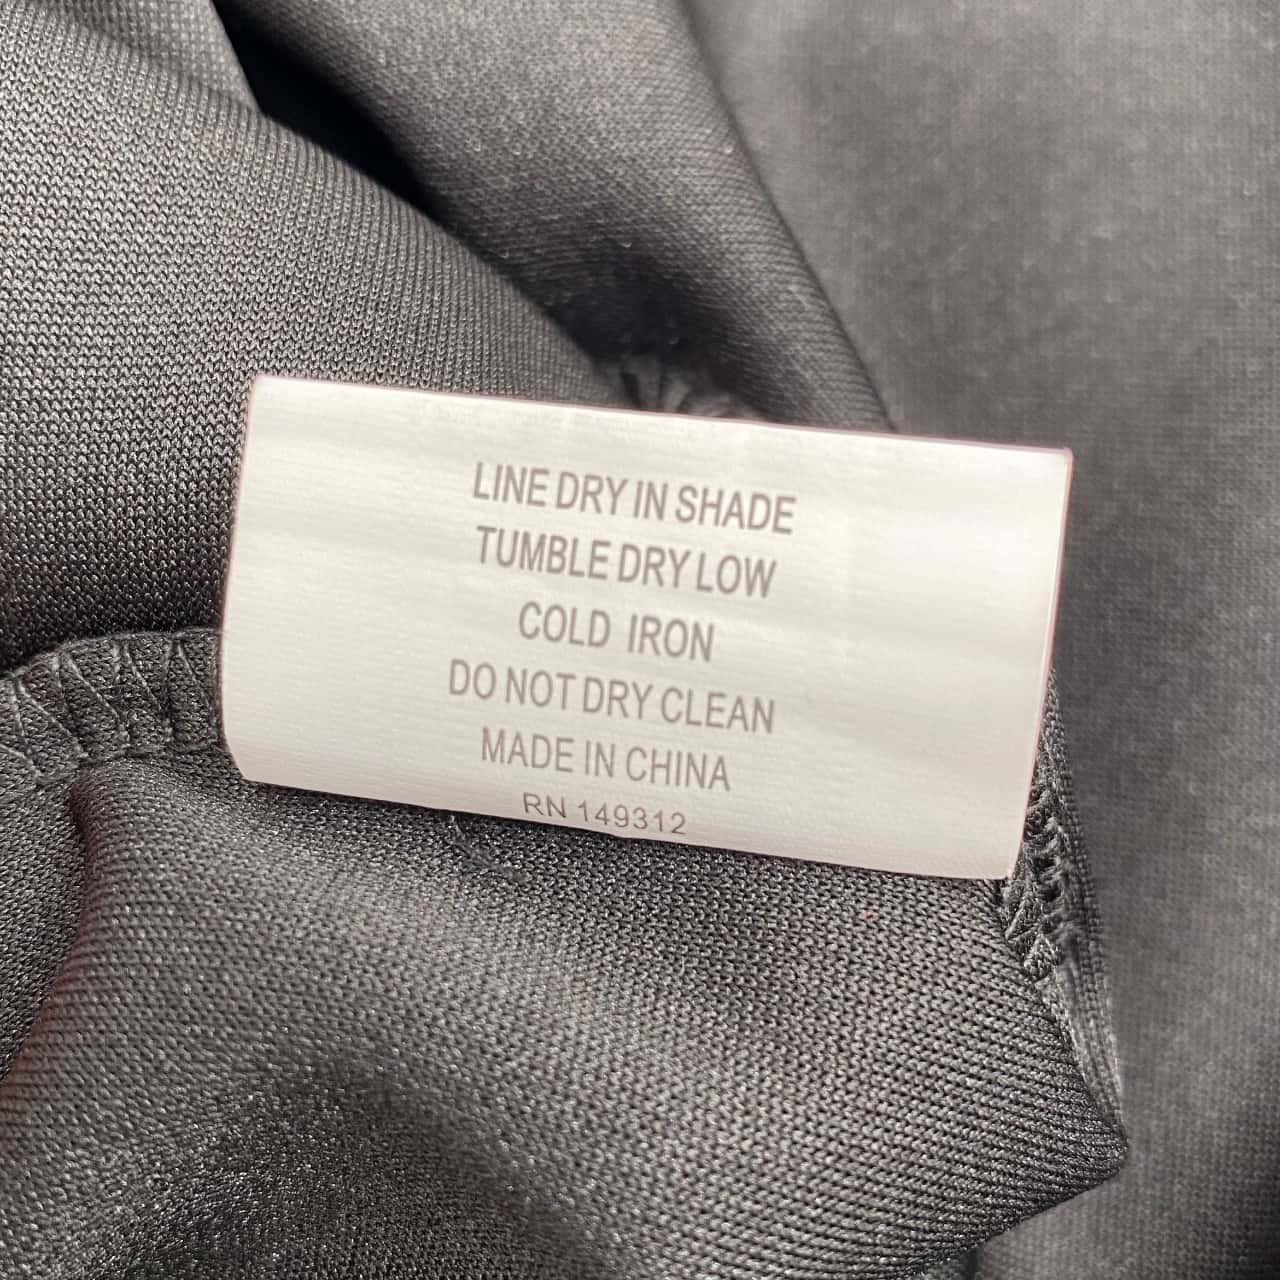 LINE DRY IN SHADE
TUMBLE DRY LOW
COLD IRON
DO NOT DRY CLEAN
MADE IN CHINA
RN 149312